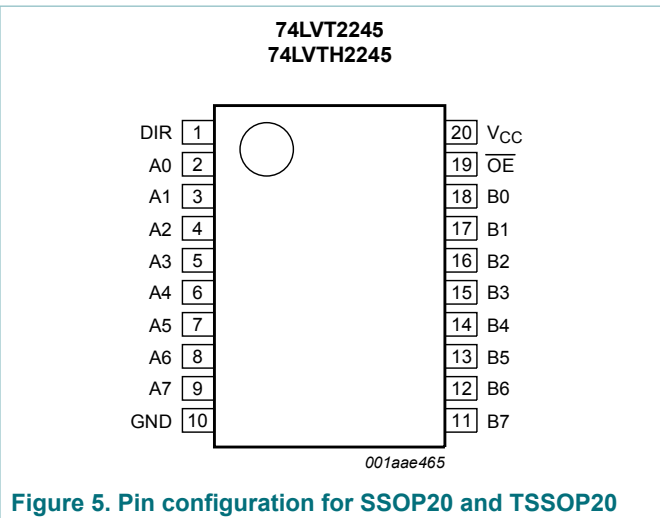 74LVT2245
74LVTH2245
DIR 1 20 VCC
A0 2 19 OE
A1 3 18 B0
A2 4 17 B1
A3 5 16 B2
A4 6 15 B3
A5 7 14 B4
A6 8 13 B5
A7 9 12 B6
GND 10 11 B7
001aae465
Figure 5. Pin configuration for SSOP20 and TSSOP20